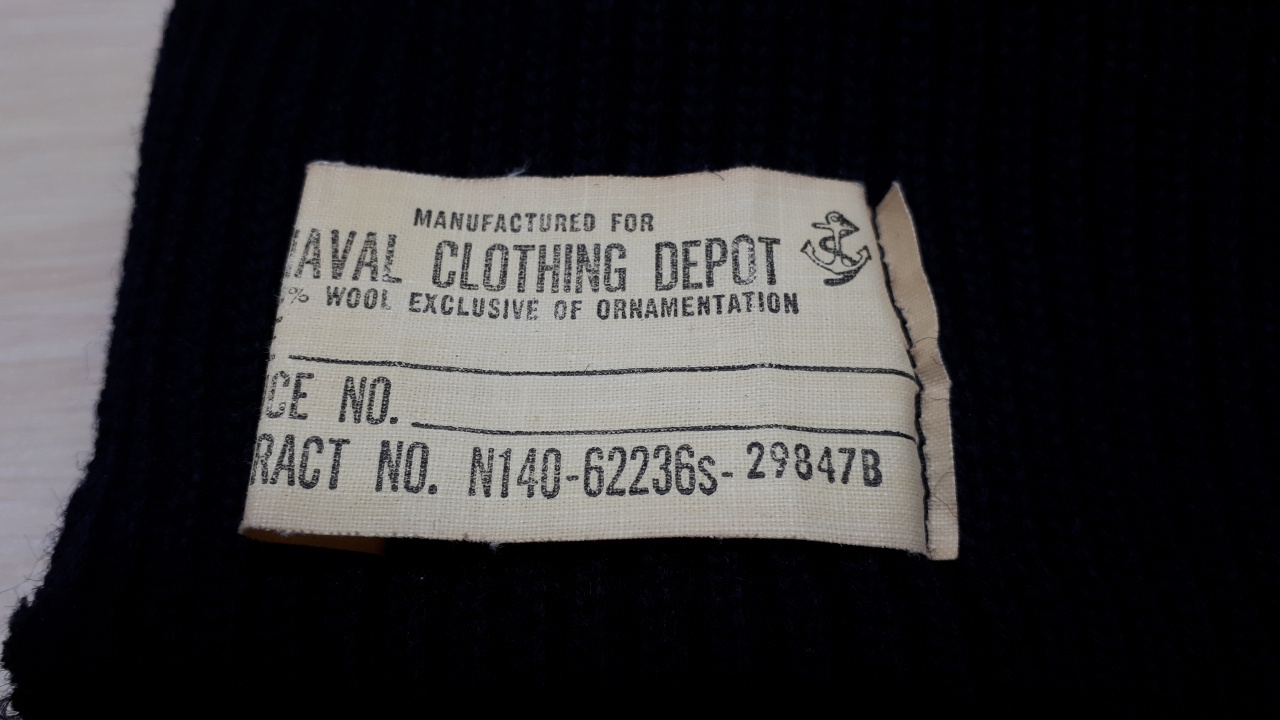 MANUFACTURED FOR
NAVAL CLOTHING DEPOT
% WOOL EXCLUSIVE OF ORNAMENTATION
CE NO.
RACT NO. N140-62236s-29847B